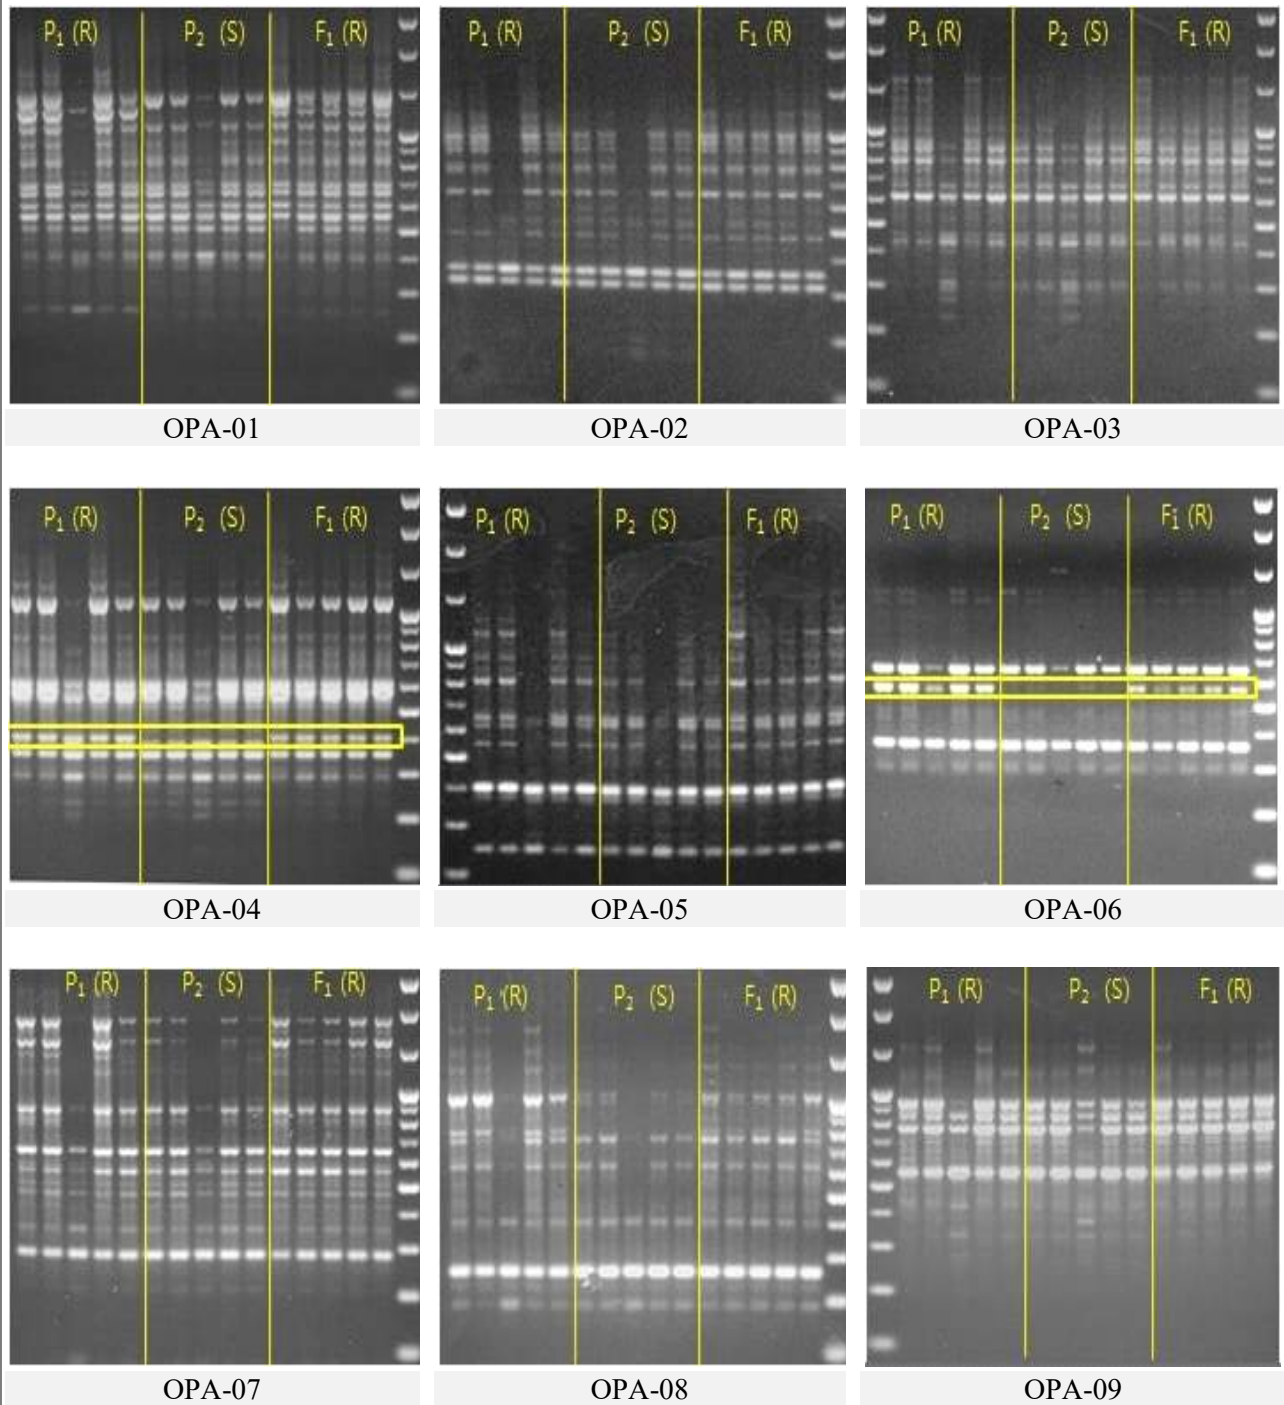 P₁ (R) P₂ (S) F₁ (R) P₁ (R) P₂ (S) F₁ (R) P₁ (R) P₂ (S) F₁ (R)
OPA-01 OPA-02 OPA-03
P₁ (R) P₂ (S) F₁ (R) P₁ (R) P₂ (S) F₁ (R) P₁ (R) P₂ (S) F₁ (R)
OPA-04 OPA-05 OPA-06
P₁ (R) P₂ (S) F₁ (R) P₁ (R) P₂ (S) F₁ (R) P₁ (R) P₂ (S) F₁ (R)
OPA-07 OPA-08 OPA-09